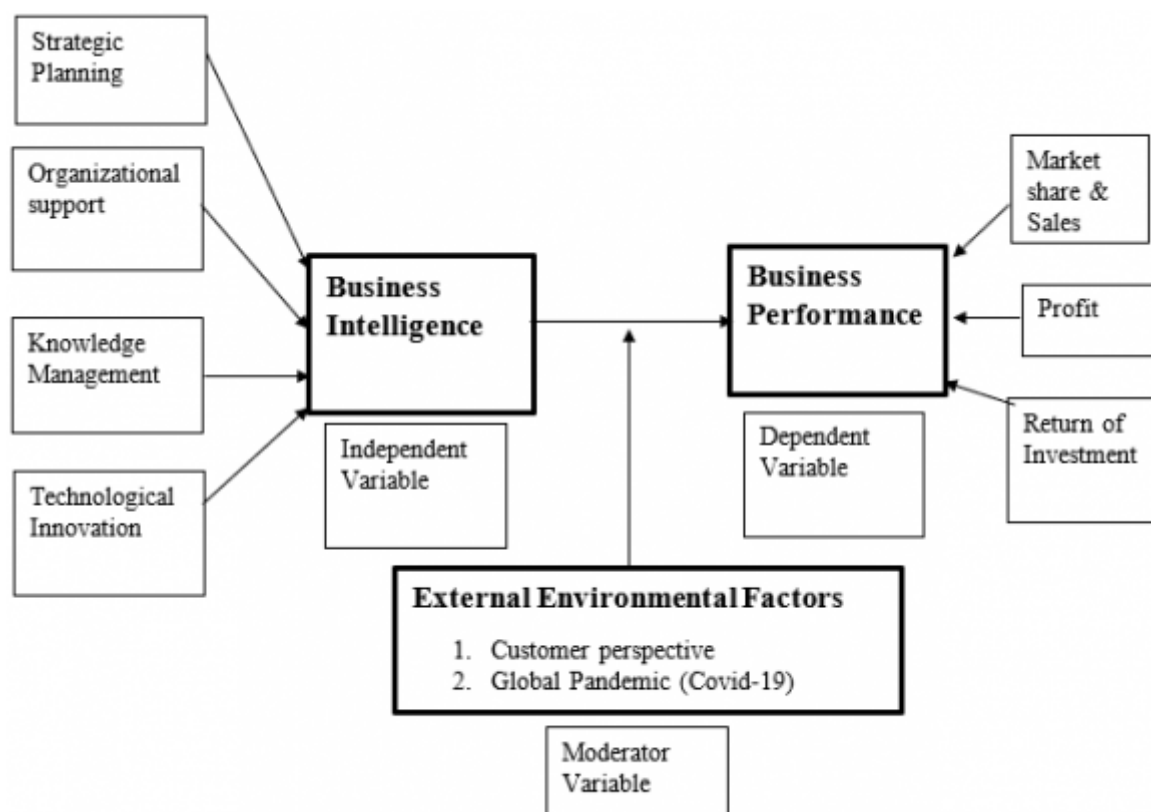 Strategic
Planning
Organizational
support
Knowledge
Management
Technological
Innovation
Business
Intelligence
Independent
Variable
Business
Performance
Dependent
Variable
Market
share &
Sales
Profit
Return of
Investment
External Environmental Factors
1. Customer perspective
2. Global Pandemic (Covid-19)
Moderator
Variable